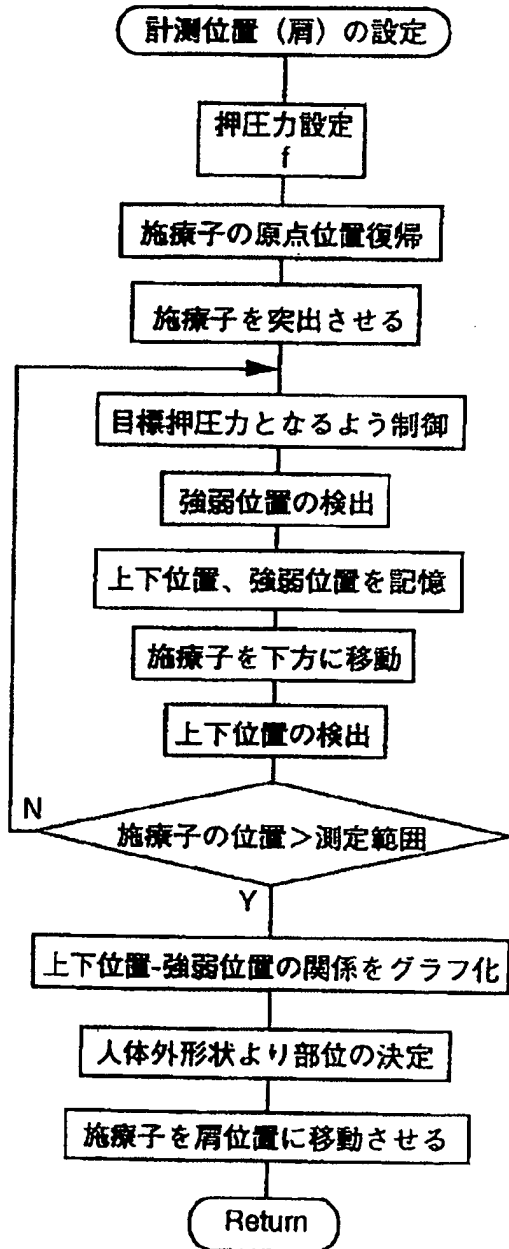 計測位置（肩）の設定
押圧力設定
f
施療子の原点位置復帰
施療子を突出させる
目標押圧力となるよう制御
強弱位置の検出
上下位置、強弱位置を記憶
施療子を下方に移動
上下位置の検出
N
施療子の位置＞測定範囲
Y
上下位置-強弱位置の関係をグラフ化
人体外形状より部位の決定
施療子を肩位置に移動させる
Return